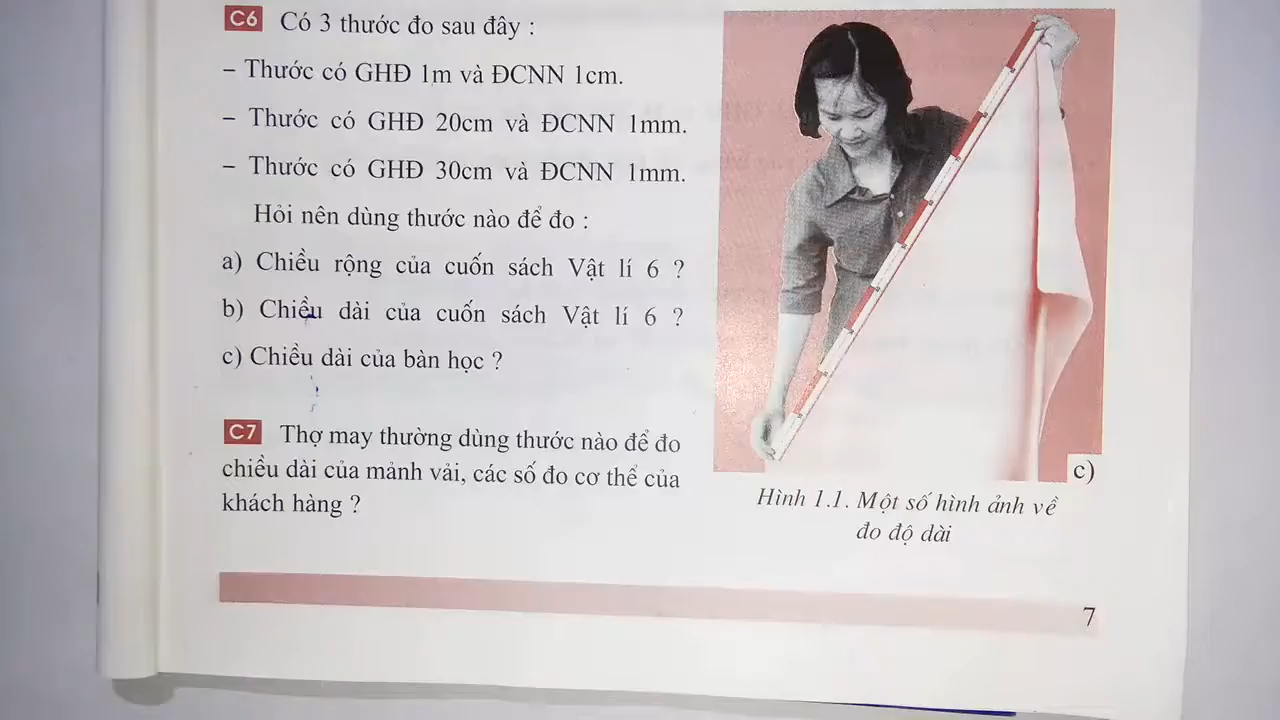 C6 Có 3 thước đo sau đây :
– Thước có GHĐ 1m và ĐCNN 1cm.
– Thước có GHĐ 20cm và ĐCNN 1mm.
– Thước có GHĐ 30cm và ĐCNN 1mm.
Hỏi nên dùng thước nào để đo :
a) Chiều rộng của cuốn sách Vật lí 6 ?
b) Chiều dài của cuốn sách Vật lí 6 ?
c) Chiều dài của bàn học ?
C7 Thợ may thường dùng thước nào để đo
chiều dài của mảnh vải, các số đo cơ thể của
khách hàng ?
c)
Hình 1.1. Một số hình ảnh về
đo độ dài
7